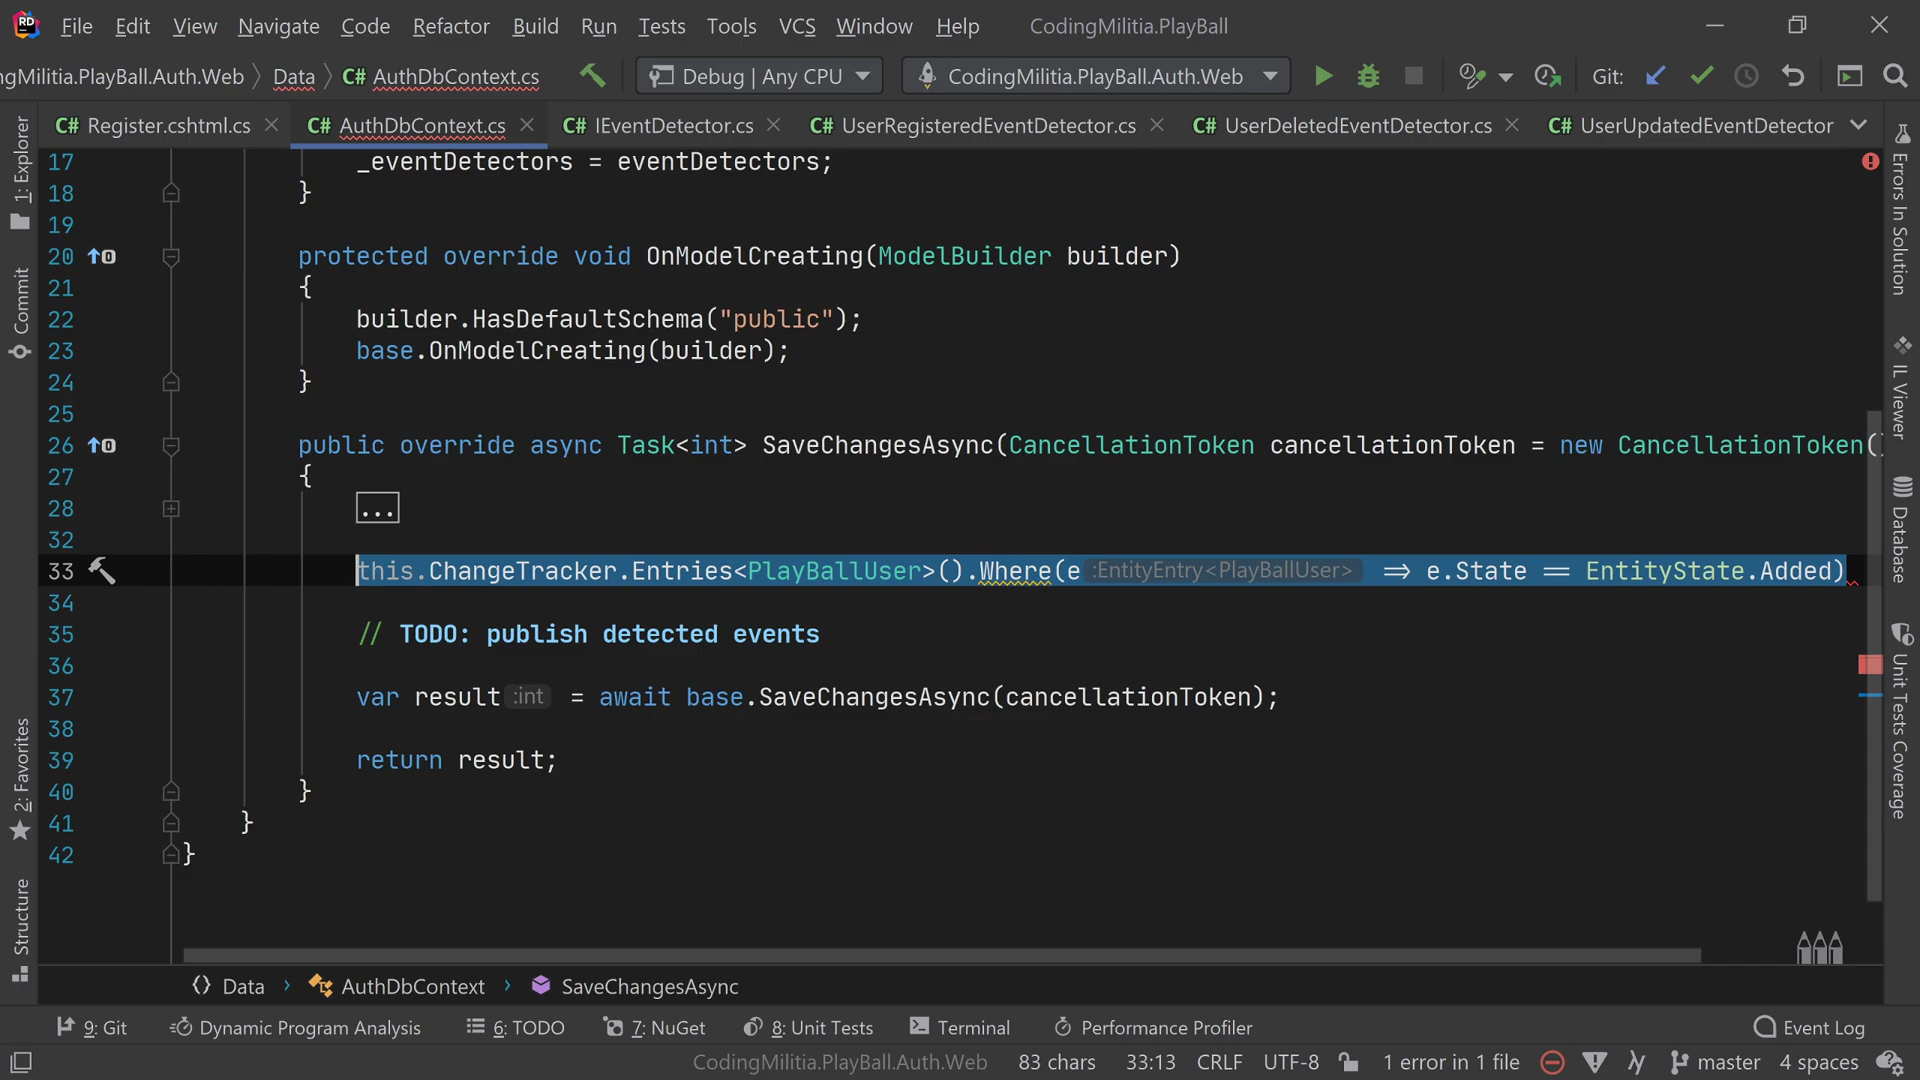 RD File Edit View Navigate Code Refactor Build Run Tests Tools VCS Window Help CodingMilitia.PlayBall
ngMilitia.PlayBall.Auth.Web Data C# AuthDbContext.cs Debug | Any CPU CodingMilitia.PlayBall.Auth.Web Git:
C# Register.cshtml.cs C# AuthDbContext.cs C# IEventDetector.cs C# UserRegisteredEventDetector.cs C# UserDeletedEventDetector.cs C# UserUpdatedEventDetector
1: Explorer
Commit
2: Favorites
Structure
17 _eventDetectors = eventDetectors;
18 }
19
20 protected override void OnModelCreating(ModelBuilder builder)
21 {
22 builder.HasDefaultSchema("public");
23 base.OnModelCreating(builder);
24 }
25
26 public override async Task<int> SaveChangesAsync(CancellationToken cancellationToken = new CancellationToken()
27 {
28 ...
32
33 this.ChangeTracker.Entries<PlayBallUser>().Where(e :EntityEntry<PlayBallUser> => e.State == EntityState.Added)
34
35 // TODO: publish detected events
36
37 var result :int = await base.SaveChangesAsync(cancellationToken);
38
39 return result;
40 }
41 }
42 }
Errors In Solution
IL Viewer
Database
Unit Tests Coverage
Data AuthDbContext SaveChangesAsync
9: Git Dynamic Program Analysis 6: TODO 7: NuGet 8: Unit Tests Terminal Performance Profiler Event Log
CodingMilitia.PlayBall.Auth.Web 83 chars 33:13 CRLF UTF-8 1 error in 1 file master 4 spaces